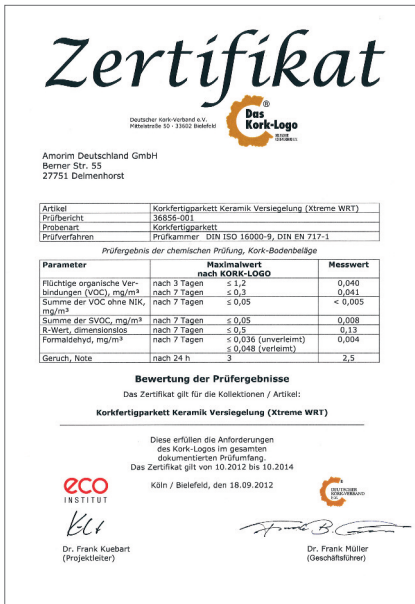 Zertifikat
Deutscher Kork-Verband e.V.
Mittelstraße 50 - 33602 Bielefeld
Das
Kork-Logo
®
Amorim Deutschland GmbH
Berner Str. 55
27751 Delmenhorst
Artikel Korkfertigparkett Keramik Versiegelung (Xtreme WRT)
Prüfbericht 36856-001
Probenart Korkfertigparkett
Prüfverfahren Prüfkammer DIN ISO 16000-9, DIN EN 717-1
Prüfergebnis der chemischen Prüfung, Kork-Bodenbeläge
Parameter Maximalwert Messwert
nach KORK-LOGO
Flüchtige organische Ver- nach 3 Tagen ≤ 1,2 0,040
bindungen (VOC), mg/m³ nach 7 Tagen ≤ 0,3 0,041
Summe der VOC ohne NIK, nach 7 Tagen ≤ 0,05 < 0,005
mg/m³
Summe der SVOC, mg/m³ nach 7 Tagen ≤ 0,05 0,008
R-Wert, dimensionslos nach 7 Tagen ≤ 0,5 0,13
Formaldehyd, mg/m³ nach 7 Tagen ≤ 0,036 (unverleimt) 0,004
≤ 0,048 (verleimt)
Geruch, Note nach 24 h 3 2,5
Bewertung der Prüfergebnisse
Das Zertifikat gilt für die Kollektionen / Artikel:
Korkfertigparkett Keramik Versiegelung (Xtreme WRT)
Diese erfüllen die Anforderungen
des Kork-Logos im gesamten
dokumentierten Prüfumfang.
Das Zertifikat gilt von 10.2012 bis 10.2014
eco
INSTITUT
Köln / Bielefeld, den 18.09.2012
DEUTSCHER
KORKVERBAND
E.V.
Dr. Frank Kuebart
(Projektleiter)
Dr. Frank Müller
(Geschäftsführer)